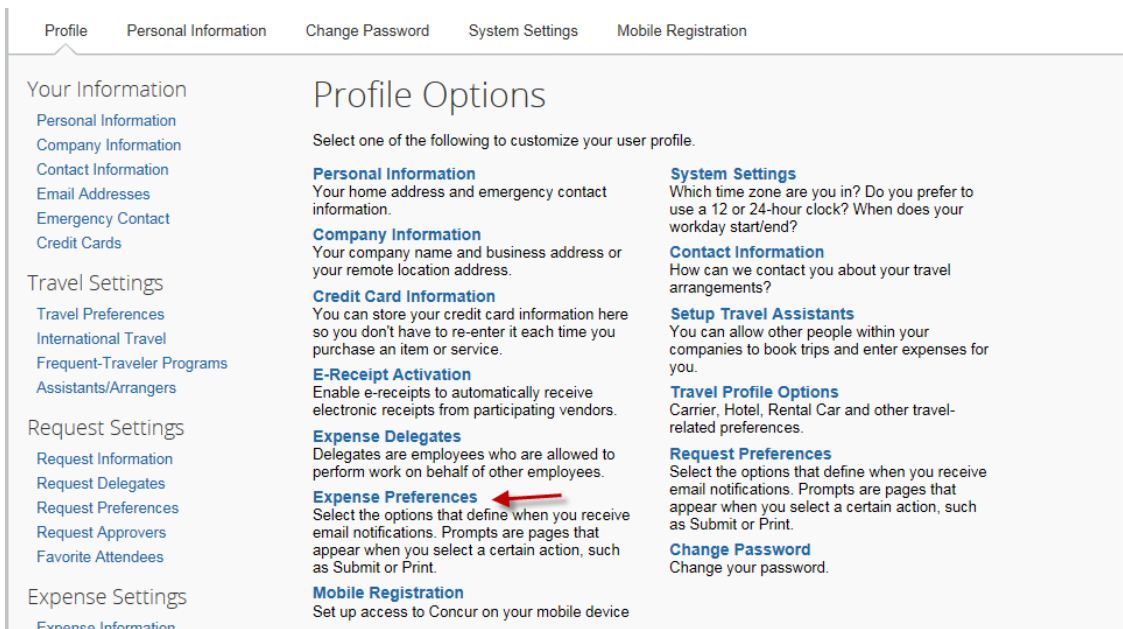 Profile Personal Information Change Password System Settings Mobile Registration
Your Information
Personal Information
Company Information
Contact Information
Email Addresses
Emergency Contact
Credit Cards
Travel Settings
Travel Preferences
International Travel
Frequent-Traveler Programs
Assistants/Arrangers
Request Settings
Request Information
Request Delegates
Request Preferences
Request Approvers
Favorite Attendees
Expense Settings
Expense Information
Profile Options
Select one of the following to customize your user profile.
Personal Information
Your home address and emergency contact
information.
Company Information
Your company name and business address or
your remote location address.
Credit Card Information
You can store your credit card information here
so you don't have to re-enter it each time you
purchase an item or service.
E-Receipt Activation
Enable e-receipts to automatically receive
electronic receipts from participating vendors.
Expense Delegates
Delegates are employees who are allowed to
perform work on behalf of other employees.
Expense Preferences
Select the options that define when you receive
email notifications. Prompts are pages that
appear when you select a certain action, such
as Submit or Print.
Mobile Registration
Set up access to Concur on your mobile device
System Settings
Which time zone are you in? Do you prefer to
use a 12 or 24-hour clock? When does your
workday start/end?
Contact Information
How can we contact you about your travel
arrangements?
Setup Travel Assistants
You can allow other people within your
companies to book trips and enter expenses for
you.
Travel Profile Options
Carrier, Hotel, Rental Car and other travel-
related preferences.
Request Preferences
Select the options that define when you receive
email notifications. Prompts are pages that
appear when you select a certain action, such
as Submit or Print.
Change Password
Change your password.